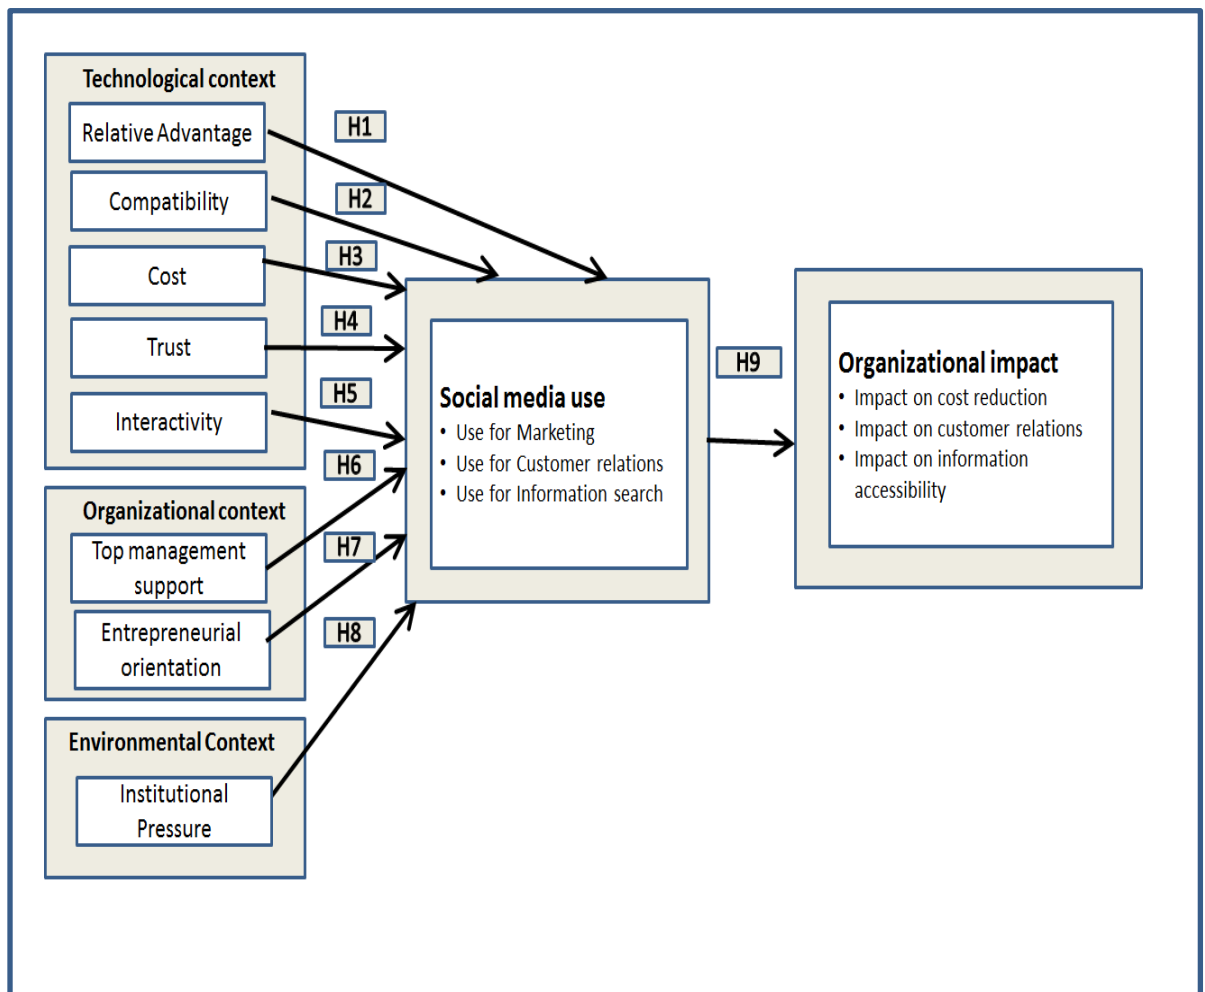 Technological context
Relative Advantage
Compatibility
Cost
Trust
Interactivity
Organizational context
Top management
support
Entrepreneurial
orientation
Environmental Context
Institutional
Pressure
H1
H2
H3
H4
H5
H6
H7
H8
Social media use
• Use for Marketing
• Use for Customer relations
• Use for Information search
H9
Organizational impact
• Impact on cost reduction
• Impact on customer relations
• Impact on information
accessibility